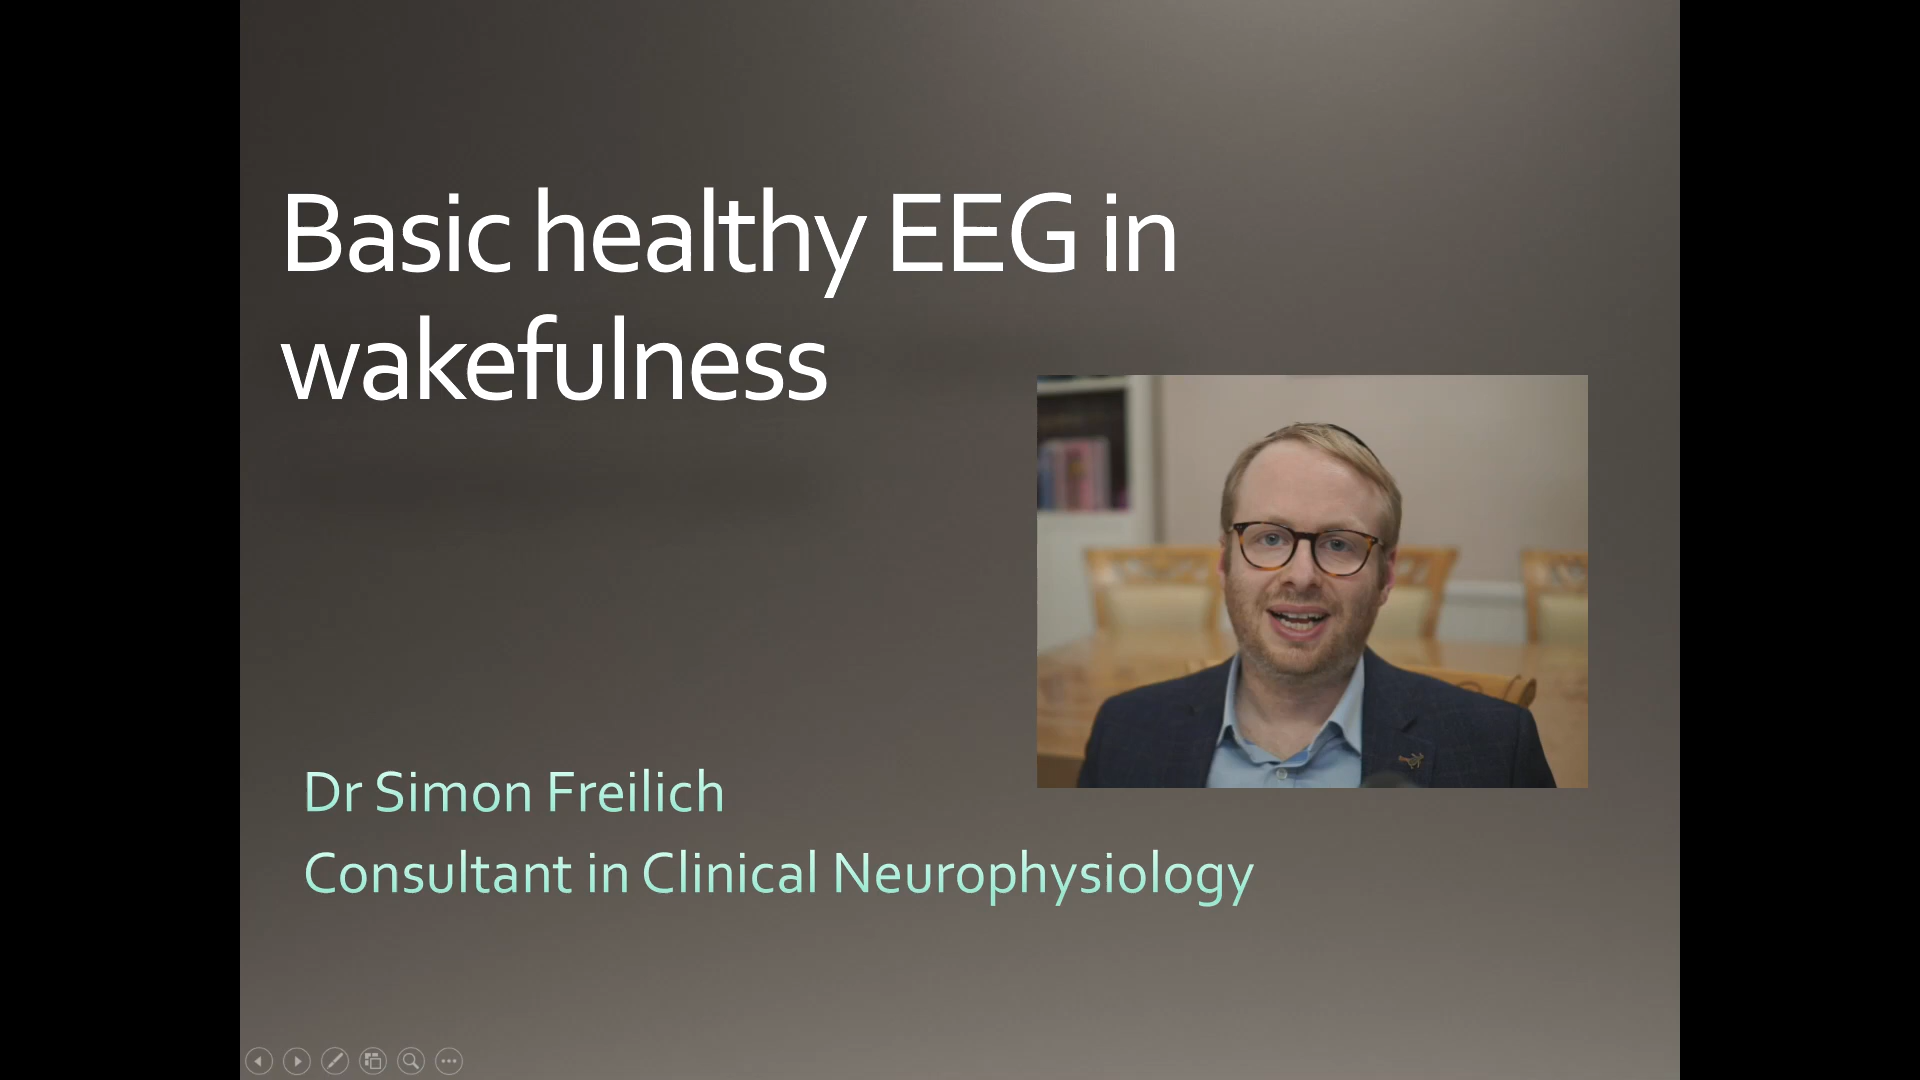 Basic healthy EEG in
wakefulness
Dr Simon Freilich
Consultant in Clinical Neurophysiology